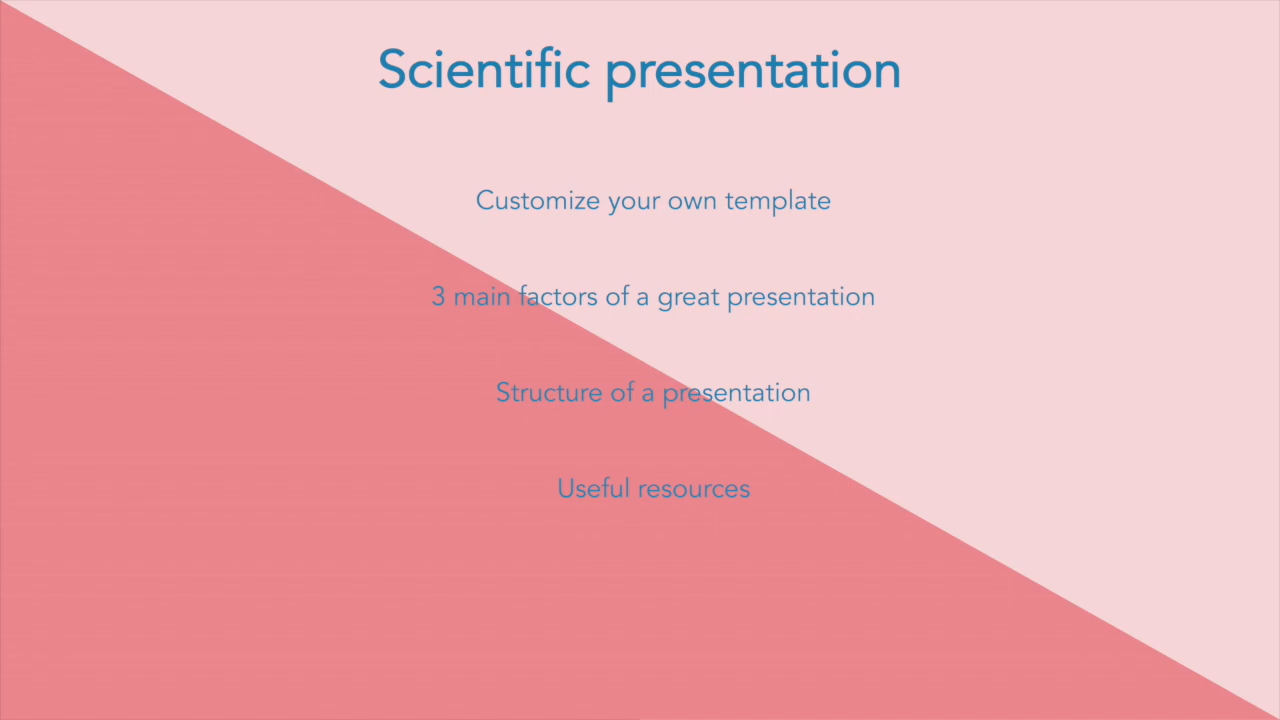 Scientific presentation
Customize your own template
3 main factors of a great presentation
Structure of a presentation
Useful resources